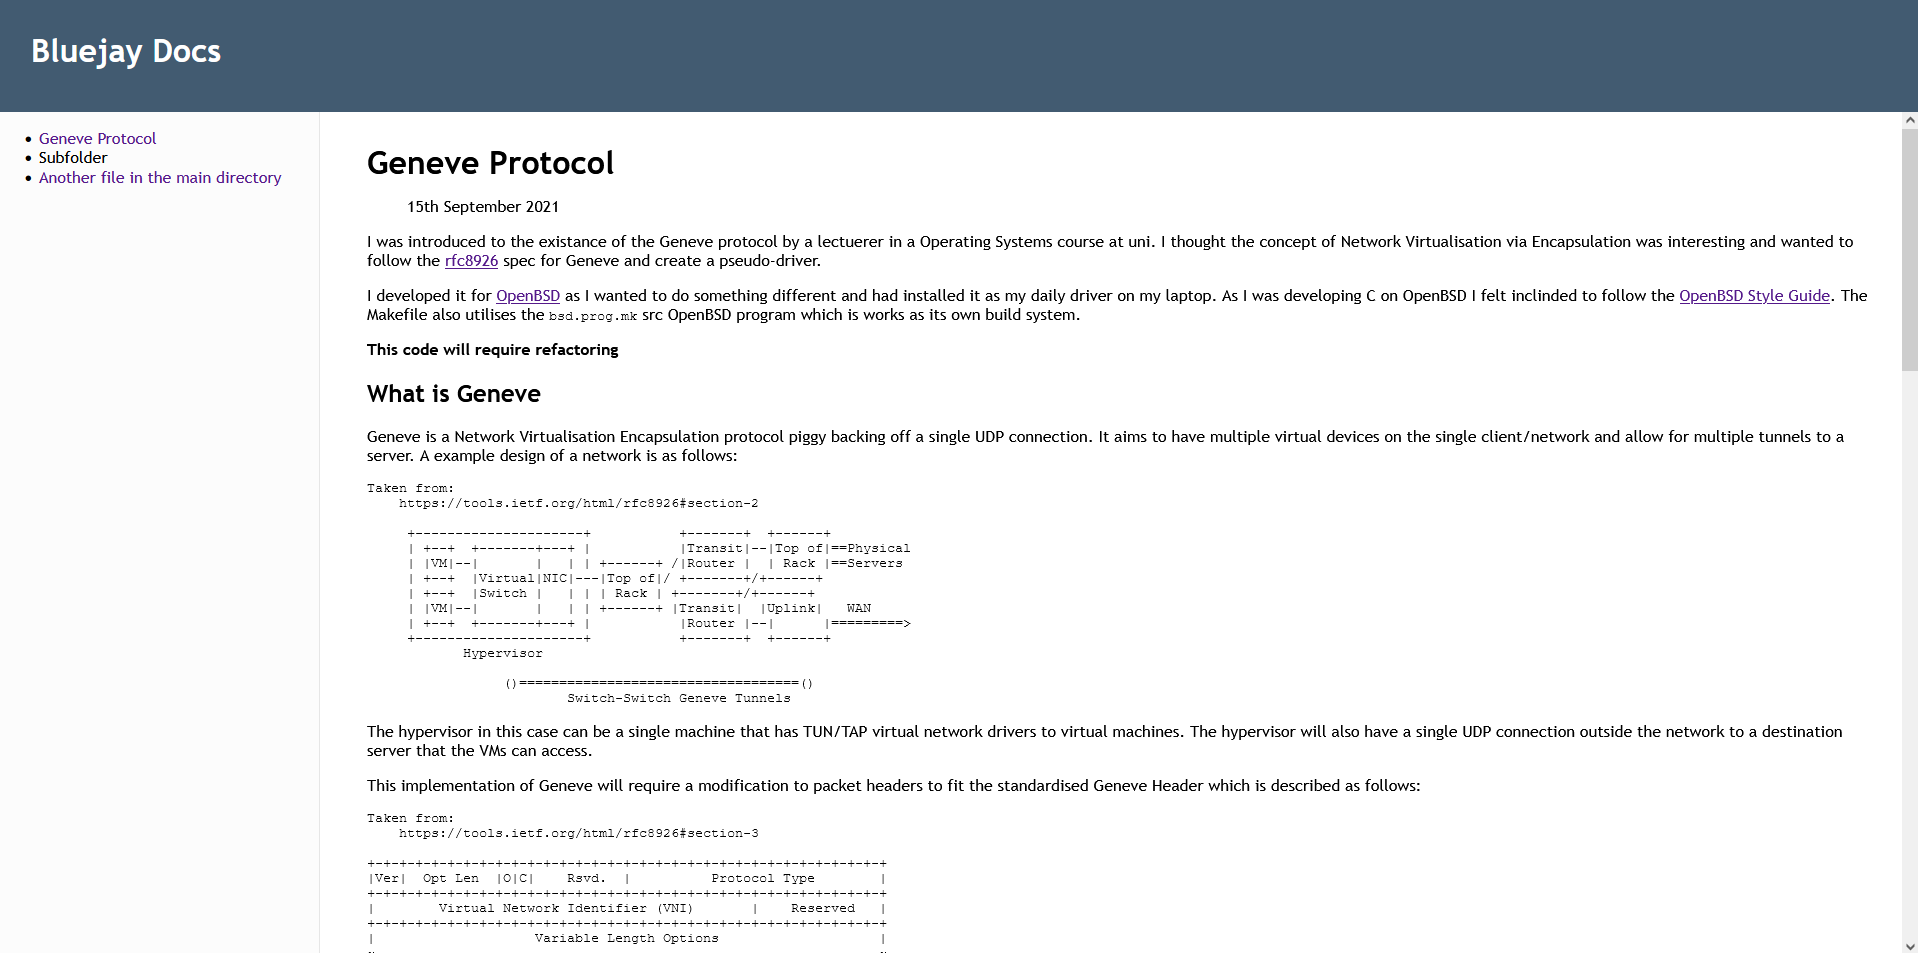 Bluejay Docs
Geneve Protocol
Subfolder
Another file in the main directory
Geneve Protocol
15th September 2021
I was introduced to the existance of the Geneve protocol by a lectuerer in a Operating Systems course at uni. I thought the concept of Network Virtualisation via Encapsulation was interesting and wanted to
follow the rfc8926 spec for Geneve and create a pseudo-driver.
I developed it for OpenBSD as I wanted to do something different and had installed it as my daily driver on my laptop. As I was developing C on OpenBSD I felt inclinded to follow the OpenBSD Style Guide. The
Makefile also utilises the bsd.prog.mk src OpenBSD program which is works as its own build system.
This code will require refactoring
What is Geneve
Geneve is a Network Virtualisation Encapsulation protocol piggy backing off a single UDP connection. It aims to have multiple virtual devices on the single client/network and allow for multiple tunnels to a
server. A example design of a network is as follows:
Taken from:
    https://tools.ietf.org/html/rfc8926#section-2
     +---------------------+           +-------+  +------+
     | +--+  +-------+---+ |           |Transit|--|Top of|==Physical
     | |VM|--|       |   | | +------+ /|Router |  | Rack |==Servers
     | +--+  |Virtual|NIC|---|Top of|/ +-------+/+------+
     | +--+  |Switch |   | | | Rack | +-------+/+------+
     | |VM|--|       |   | | +------+ |Transit|  |Uplink|   WAN
     | +--+  +-------+---+ |           |Router |--|      |=========>
     +---------------------+           +-------+  +------+
            Hypervisor
                 ()===================================()
                         Switch-Switch Geneve Tunnels
The hypervisor in this case can be a single machine that has TUN/TAP virtual network drivers to virtual machines. The hypervisor will also have a single UDP connection outside the network to a destination
server that the VMs can access.
This implementation of Geneve will require a modification to packet headers to fit the standardised Geneve Header which is described as follows:
Taken from:
    https://tools.ietf.org/html/rfc8926#section-3
+-+-+-+-+-+-+-+-+-+-+-+-+-+-+-+-+-+-+-+-+-+-+-+-+-+-+-+-+-+-+-+-+
|Ver|  Opt Len  |O|C|    Rsvd.  |          Protocol Type        |
+-+-+-+-+-+-+-+-+-+-+-+-+-+-+-+-+-+-+-+-+-+-+-+-+-+-+-+-+-+-+-+-+
|        Virtual Network Identifier (VNI)       |    Reserved   |
+-+-+-+-+-+-+-+-+-+-+-+-+-+-+-+-+-+-+-+-+-+-+-+-+-+-+-+-+-+-+-+-+
|                    Variable Length Options                    |